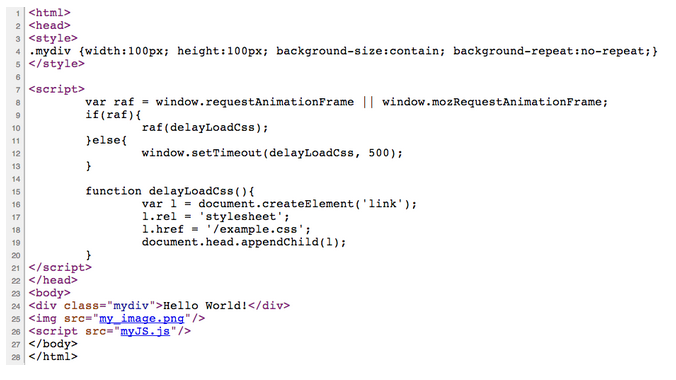 1 <html>
2 <head>
3 <style>
4 .mydiv {width:100px; height:100px; background-size:contain; background-repeat:no-repeat;}
5 </style>
6
7 <script>
8 var raf = window.requestAnimationFrame || window.mozRequestAnimationFrame;
9 if(raf){
10 raf(delayLoadCss);
11 }else{
12 window.setTimeout(delayLoadCss, 500);
13 }
14
15 function delayLoadCss(){
16 var l = document.createElement('link');
17 l.rel = 'stylesheet';
18 l.href = '/example.css';
19 document.head.appendChild(l);
20 }
21 </script>
22 </head>
23 <body>
24 <div class="mydiv">Hello World!</div>
25 <img src="my_image.png"/>
26 <script src="myJS.js"/>
27 </body>
28 </html>